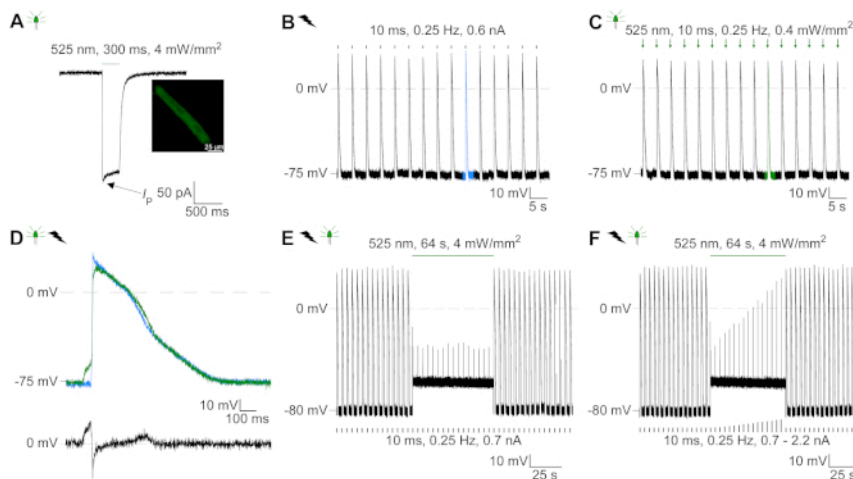 A
525 nm, 300 ms, 4 mW/mm²
25 µm
Iₚ 50 pA
500 ms
B
10 ms, 0.25 Hz, 0.6 nA
0 mV
-75 mV
10 mV
5 s
C
525 nm, 10 ms, 0.25 Hz, 0.4 mW/mm²
0 mV
-75 mV
10 mV
5 s
D
0 mV
-75 mV
10 mV
100 ms
0 mV
E
525 nm, 64 s, 4 mW/mm²
0 mV
-80 mV
10 ms, 0.25 Hz, 0.7 nA
10 mV
25 s
F
525 nm, 64 s, 4 mW/mm²
0 mV
-80 mV
10 ms, 0.25 Hz, 0.7 - 2.2 nA
10 mV
25 s